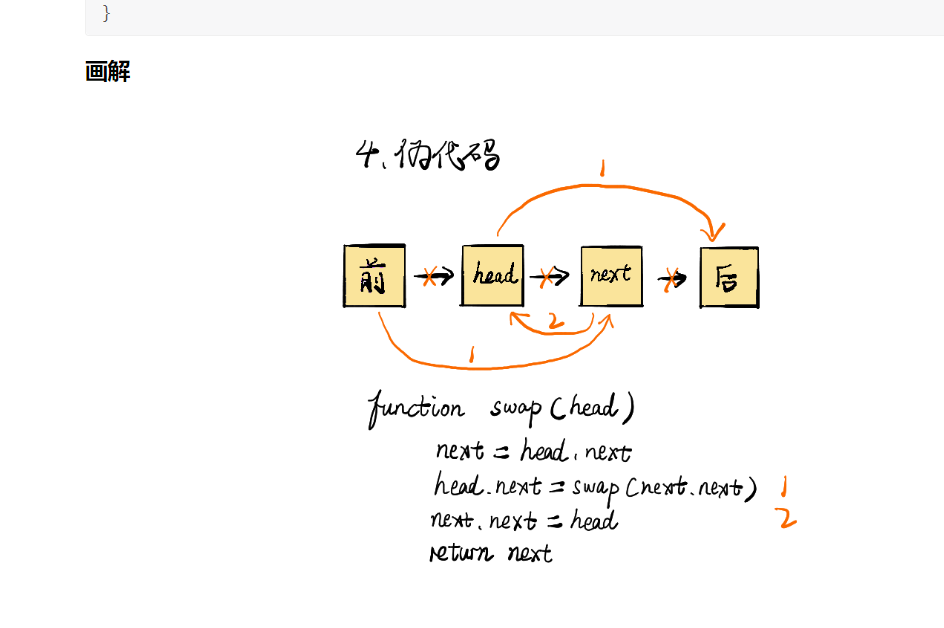 }
画解
4、伪代码
1
前 head next 后
2
1
function swap(head)
next = head.next
head.next = swap(next.next) 1
next.next = head 2
return next